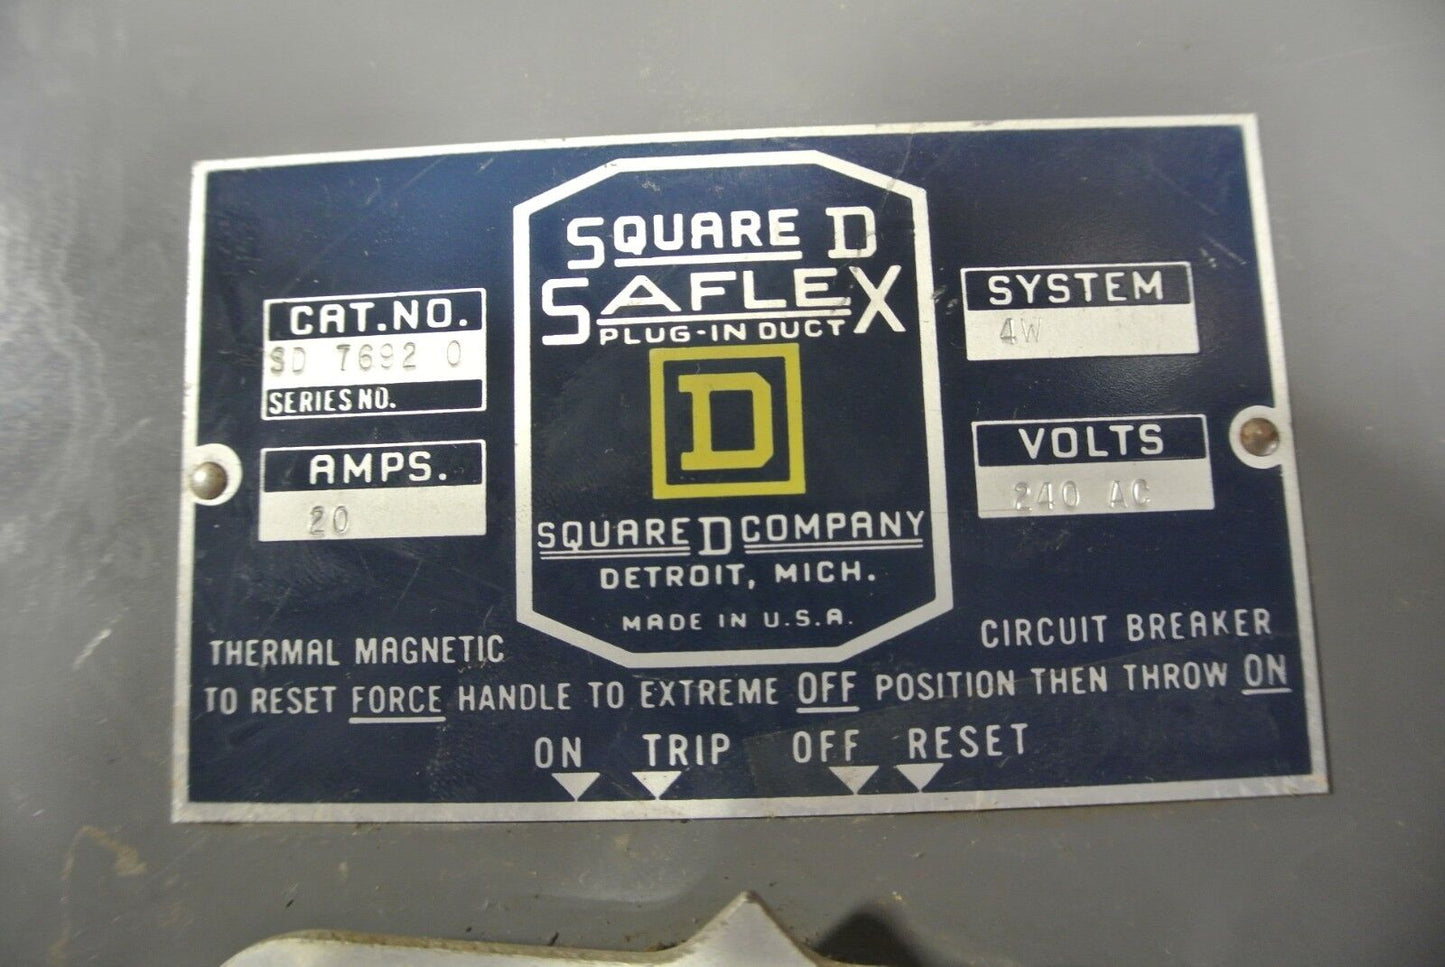 SQUARE D
SAFLEX
PLUG-IN DUCT
D
SQUARE D COMPANY
DETROIT, MICH.
MADE IN U.S.A.
CAT.NO.
SD 7692 0
SERIES NO.
AMPS.
20
SYSTEM
4W
VOLTS
240 AC
THERMAL MAGNETIC CIRCUIT BREAKER
TO RESET FORCE HANDLE TO EXTREME OFF POSITION THEN THROW ON
ON TRIP OFF RESET